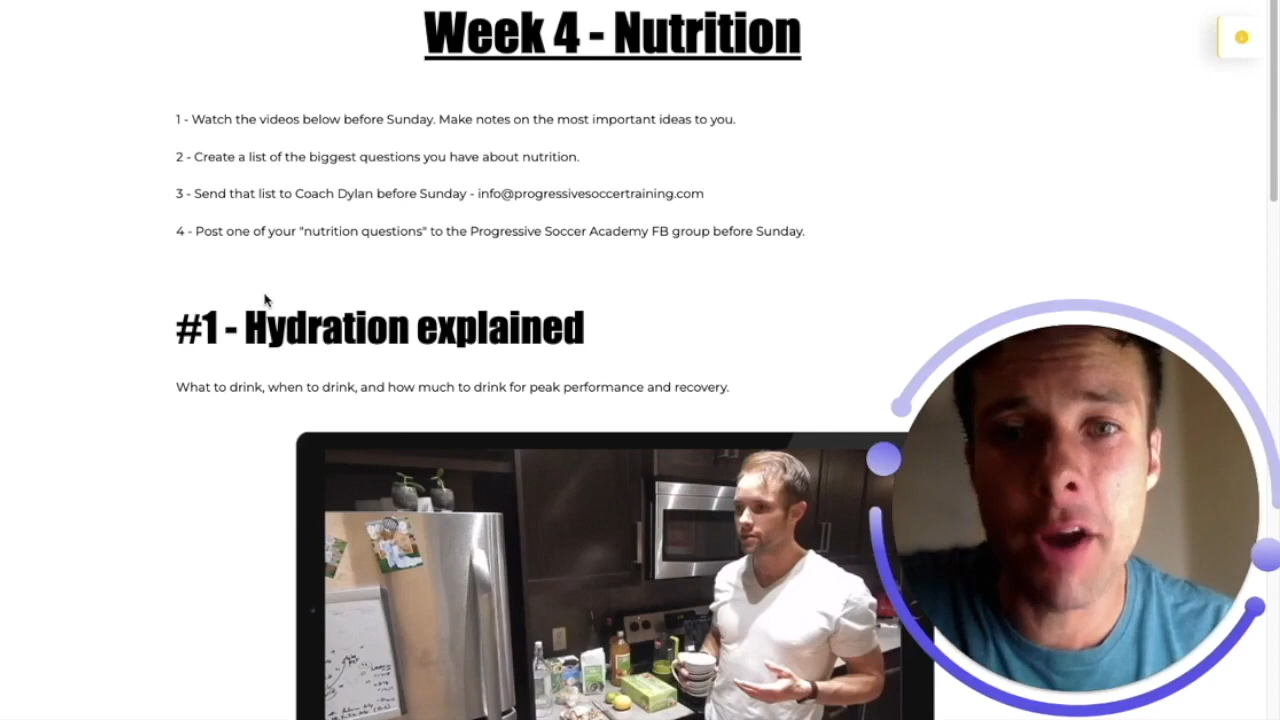 Week 4 - Nutrition
1 - Watch the videos below before Sunday. Make notes on the most important ideas to you.
2 - Create a list of the biggest questions you have about nutrition.
3 - Send that list to Coach Dylan before Sunday - info@progressivesoccertraining.com
4 - Post one of your "nutrition questions" to the Progressive Soccer Academy FB group before Sunday.
#1 - Hydration explained
What to drink, when to drink, and how much to drink for peak performance and recovery.